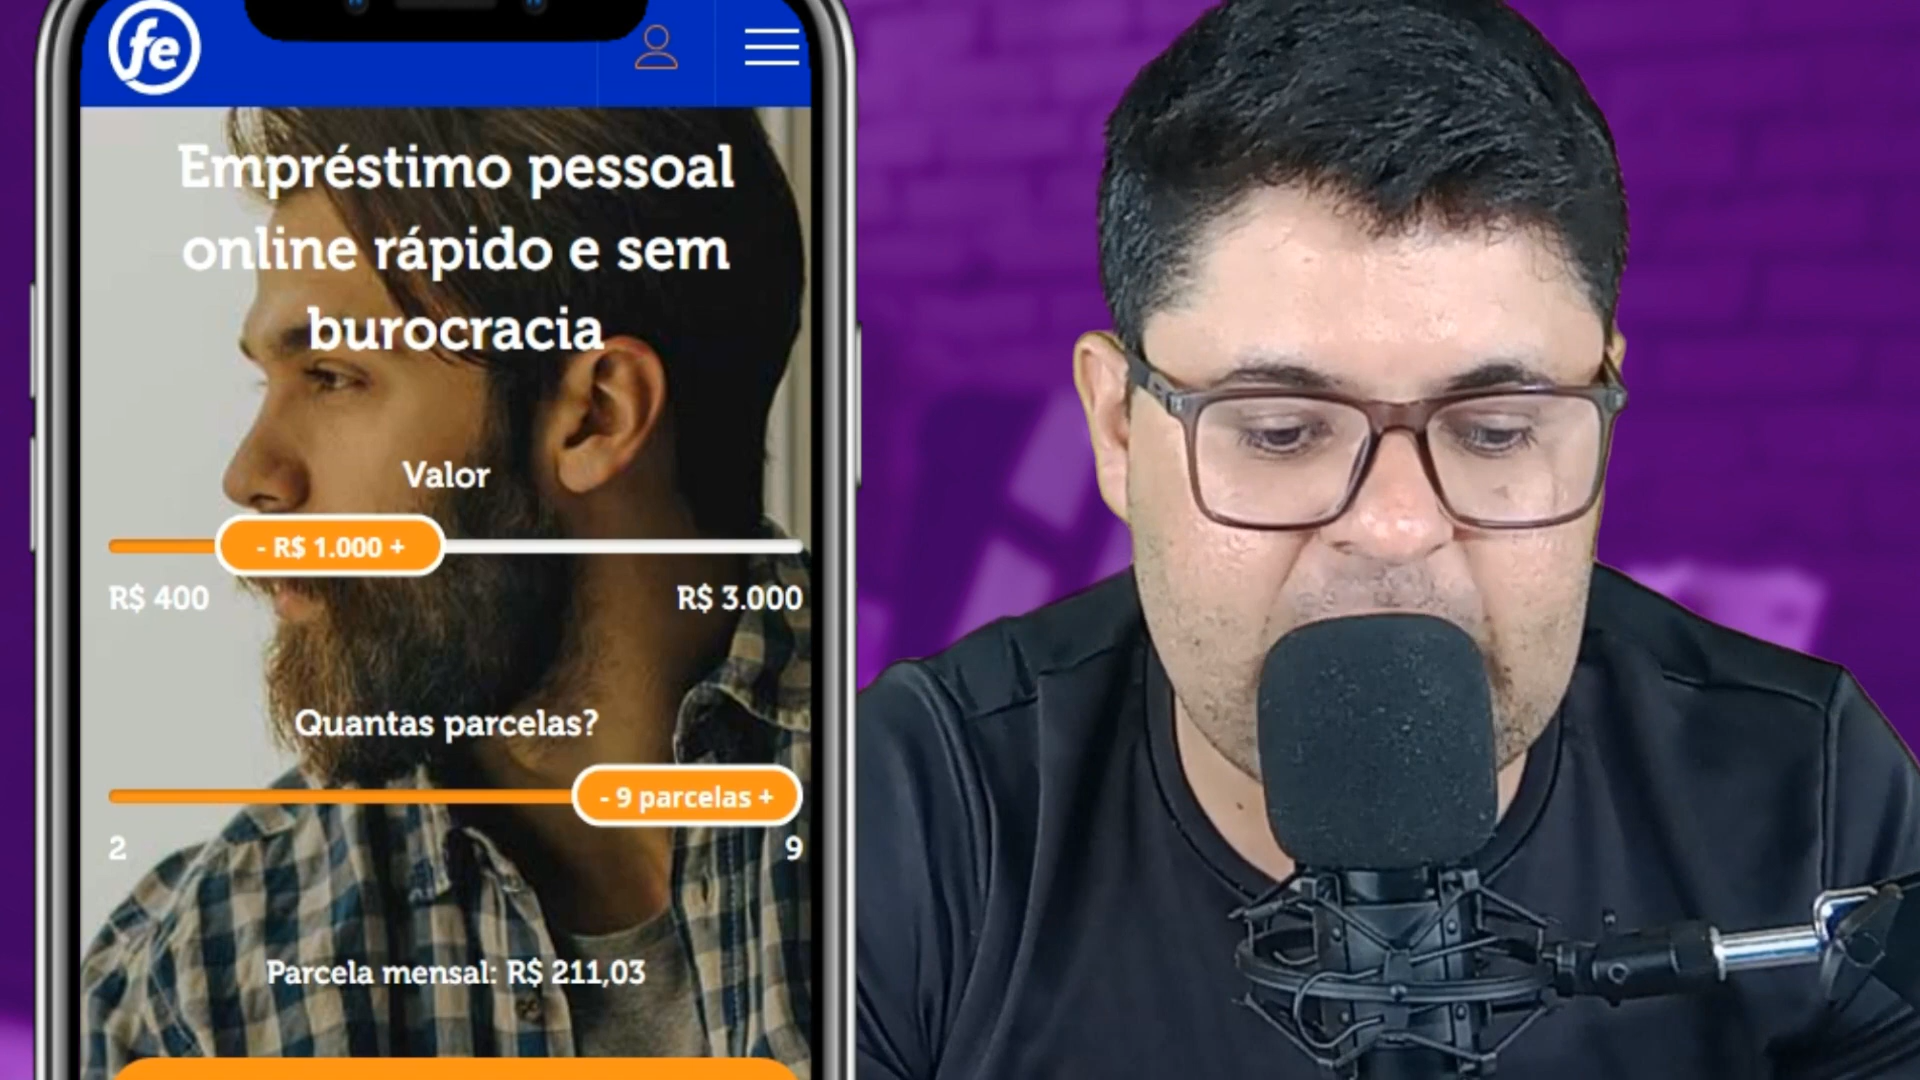 fe
Empréstimo pessoal
online rápido e sem
burocracia
Valor
- R$ 1.000 +
R$ 400
R$ 3.000
Quantas parcelas?
- 9 parcelas +
2
9
Parcela mensal: R$ 211,03